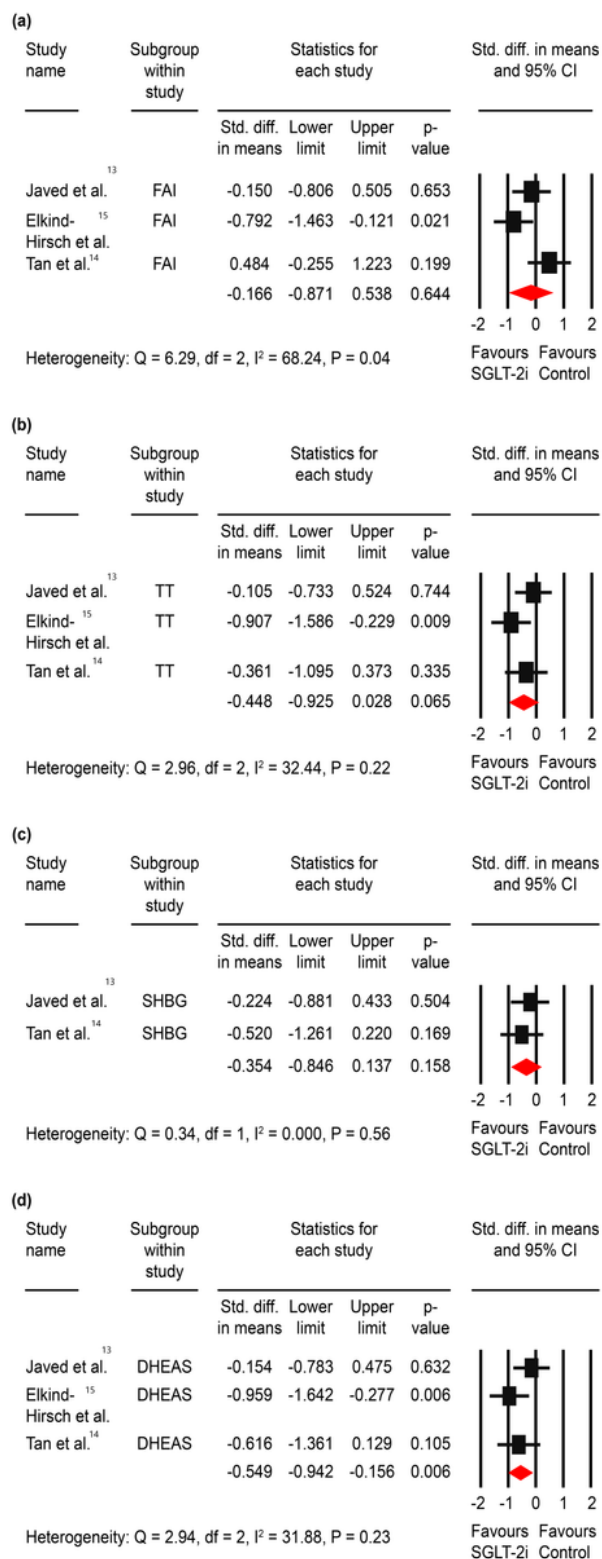 (a)
Study name Subgroup within study Statistics for each study Std. diff. in means and 95% CI
Std. diff. in means Lower limit Upper limit p-value
Javed et al.13 FAI -0.150 -0.806 0.505 0.653
Elkind-Hirsch et al.15 FAI -0.792 -1.463 -0.121 0.021
Tan et al.14 FAI 0.484 -0.255 1.223 0.199
-0.166 -0.871 0.538 0.644
-2 -1 0 1 2
Heterogeneity: Q = 6.29, df = 2, I2 = 68.24, P = 0.04
Favours SGLT-2i Favours Control
(b)
Study name Subgroup within study Statistics for each study Std. diff. in means and 95% CI
Std. diff. in means Lower limit Upper limit p-value
Javed et al.13 TT -0.105 -0.733 0.524 0.744
Elkind-Hirsch et al.15 TT -0.907 -1.586 -0.229 0.009
Tan et al.14 TT -0.361 -1.095 0.373 0.335
-0.448 -0.925 0.028 0.065
-2 -1 0 1 2
Heterogeneity: Q = 2.96, df = 2, I2 = 32.44, P = 0.22
Favours SGLT-2i Favours Control
(c)
Study name Subgroup within study Statistics for each study Std. diff. in means and 95% CI
Std. diff. in means Lower limit Upper limit p-value
Javed et al.13 SHBG -0.224 -0.881 0.433 0.504
Tan et al.14 SHBG -0.520 -1.261 0.220 0.169
-0.354 -0.846 0.137 0.158
-2 -1 0 1 2
Heterogeneity: Q = 0.34, df = 1, I2 = 0.000, P = 0.56
Favours SGLT-2i Favours Control
(d)
Study name Subgroup within study Statistics for each study Std. diff. in means and 95% CI
Std. diff. in means Lower limit Upper limit p-value
Javed et al.13 DHEAS -0.154 -0.783 0.475 0.632
Elkind-Hirsch et al.15 DHEAS -0.959 -1.642 -0.277 0.006
Tan et al.14 DHEAS -0.616 -1.361 0.129 0.105
-0.549 -0.942 -0.156 0.006
-2 -1 0 1 2
Heterogeneity: Q = 2.94, df = 2, I2 = 31.88, P = 0.23
Favours SGLT-2i Favours Control